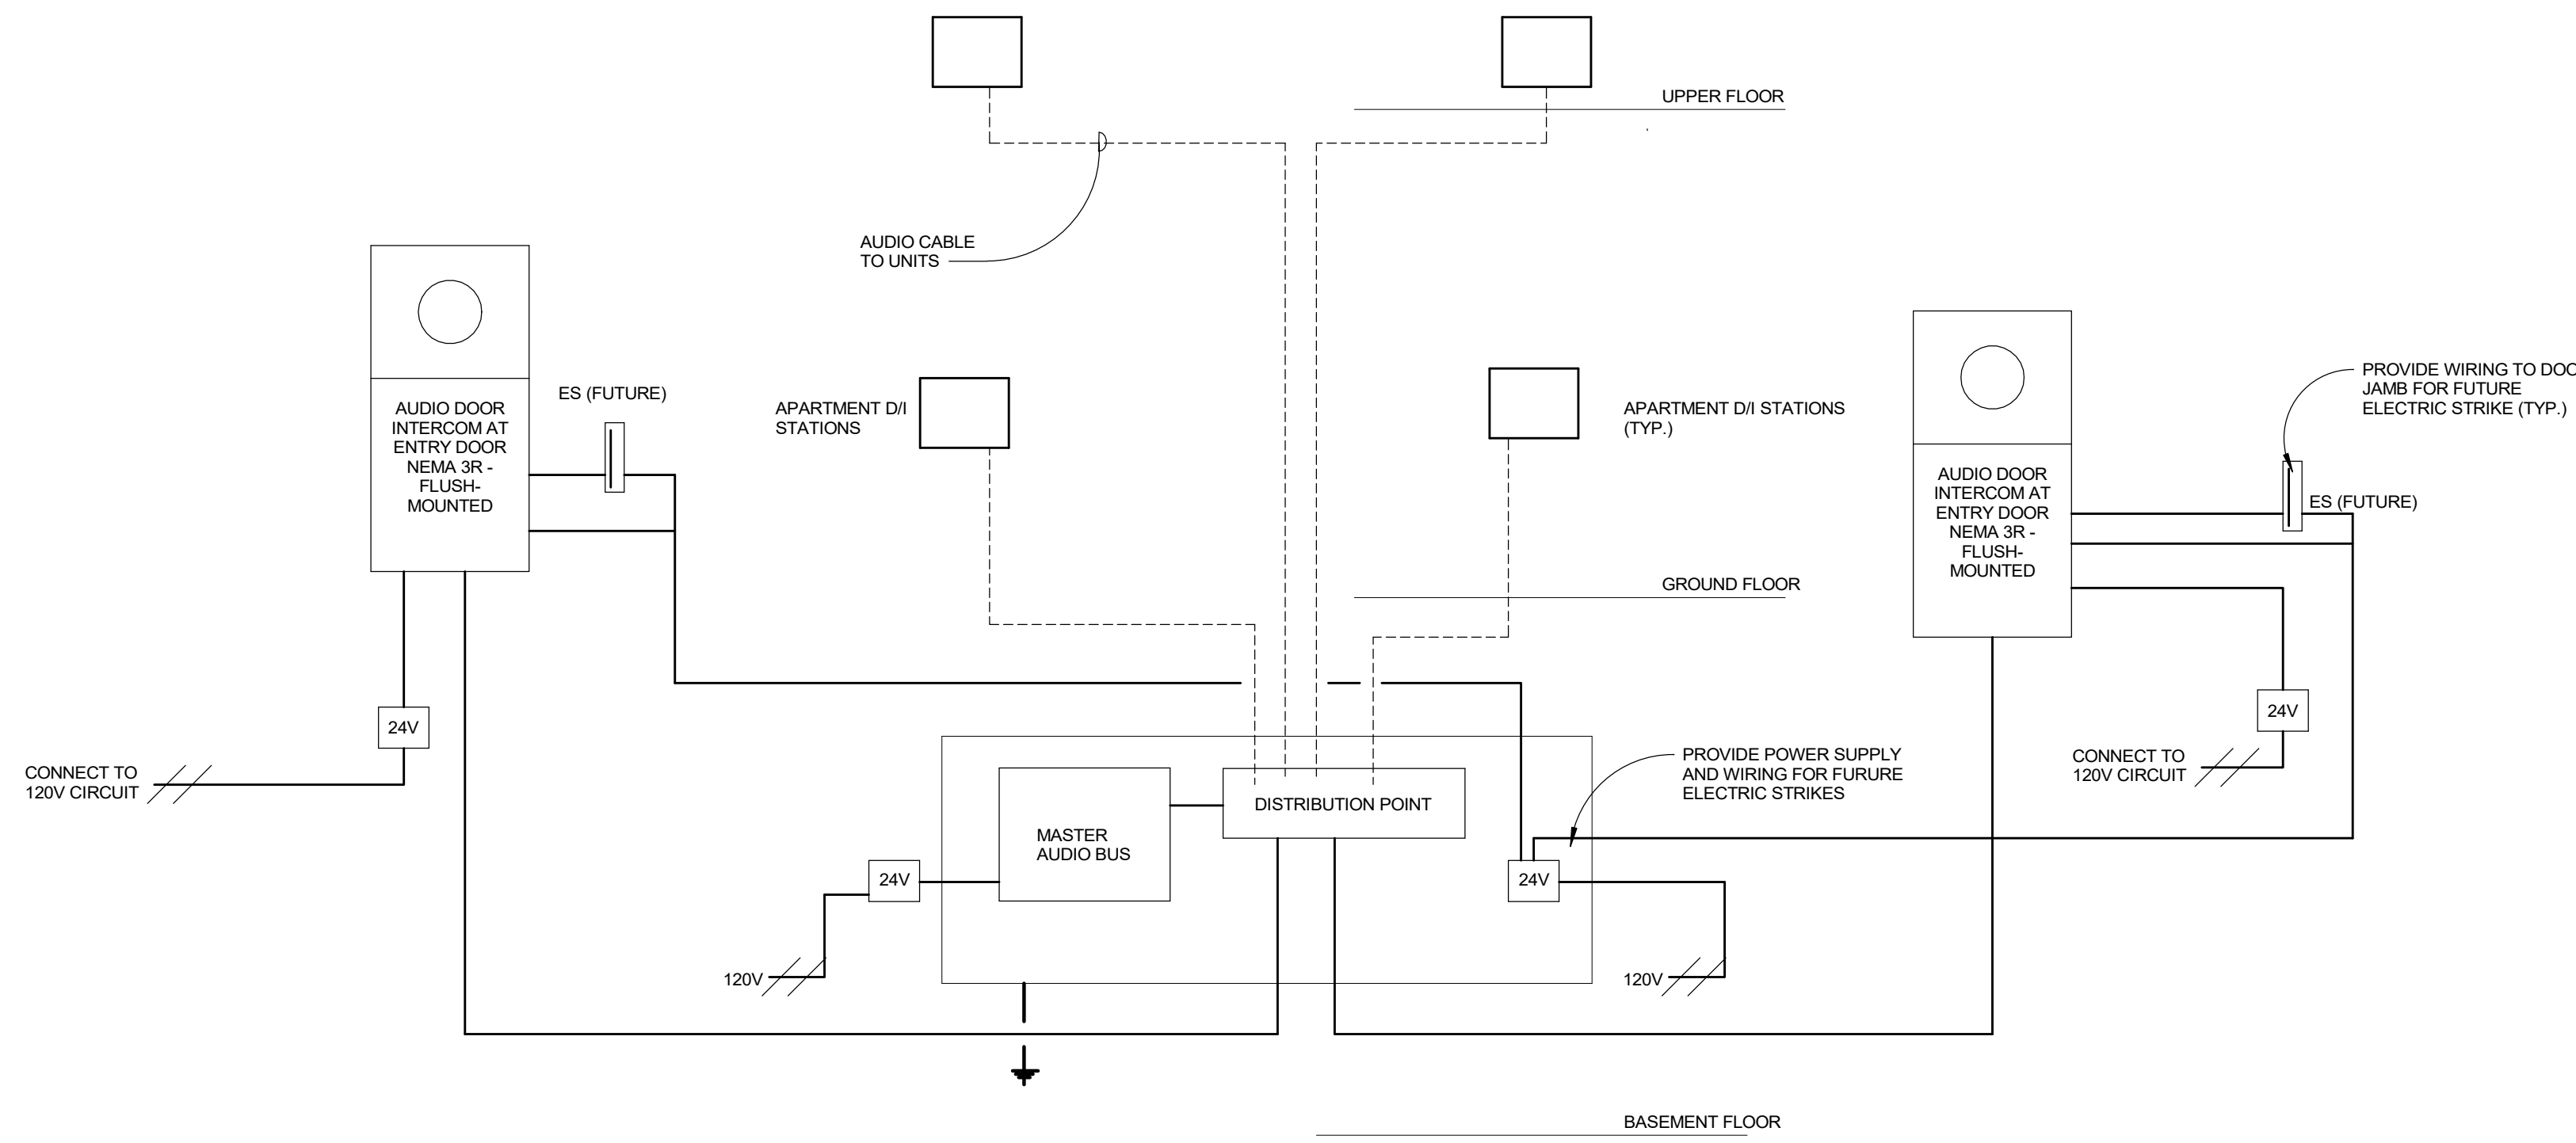 UPPER FLOOR
AUDIO CABLE
TO UNITS
ES (FUTURE)
AUDIO DOOR
INTERCOM AT
ENTRY DOOR
NEMA 3R -
FLUSH-
MOUNTED
APARTMENT D/I
STATIONS
APARTMENT D/I STATIONS
(TYP.)
PROVIDE WIRING TO DOO
JAMB FOR FUTURE
ELECTRIC STRIKE (TYP.)
AUDIO DOOR
INTERCOM AT
ENTRY DOOR
NEMA 3R -
FLUSH-
MOUNTED
ES (FUTURE)
GROUND FLOOR
24V
CONNECT TO
120V CIRCUIT
24V
CONNECT TO
120V CIRCUIT
PROVIDE POWER SUPPLY
AND WIRING FOR FURURE
ELECTRIC STRIKES
DISTRIBUTION POINT
MASTER
AUDIO BUS
24V
24V
120V
120V
BASEMENT FLOOR